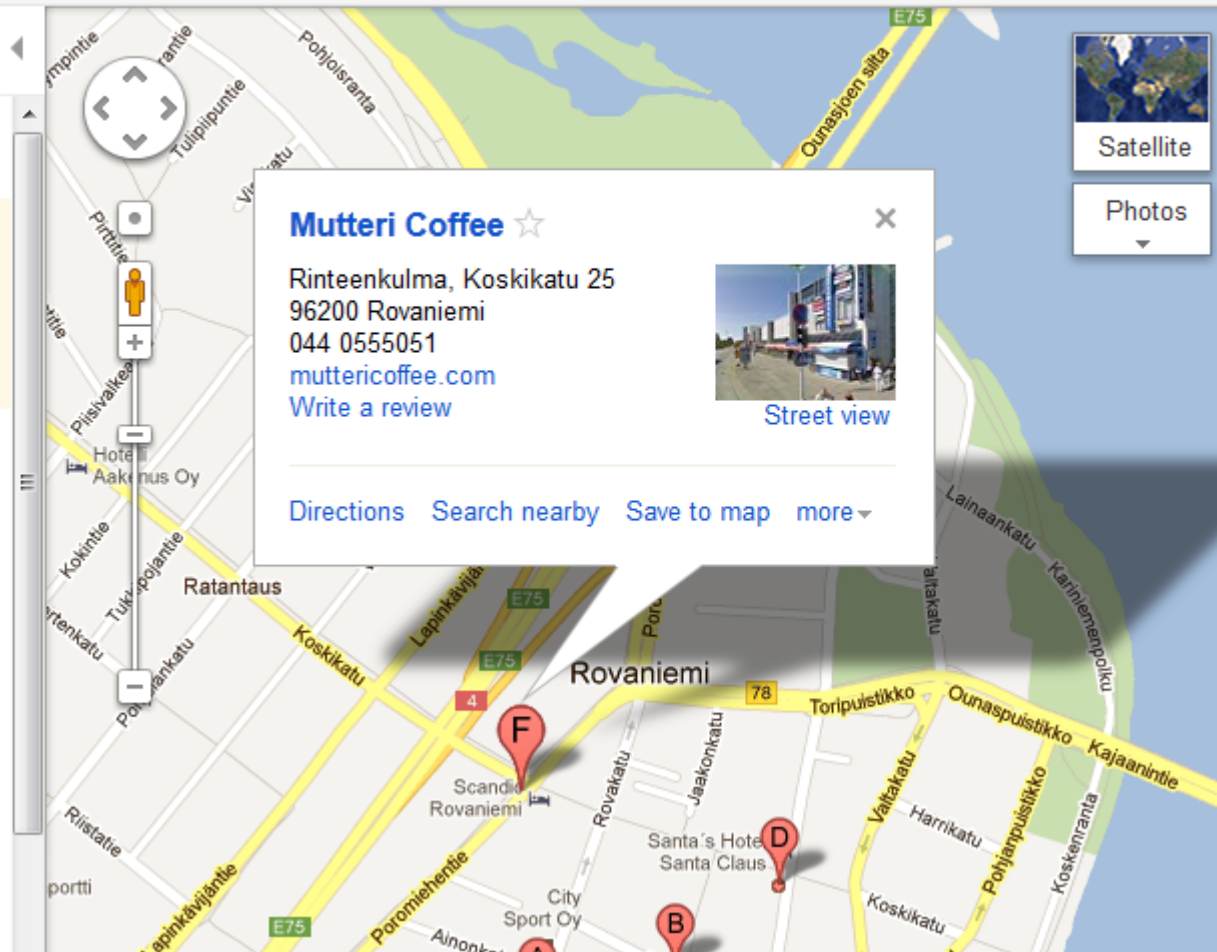 E75
Pohjoisranta
Ounasjoen silta
Tulipiipuntie
Satellite
Photos
Mutteri Coffee
Rinteenkulma, Koskikatu 25
96200 Rovaniemi
044 0555051
muttericoffee.com
Write a review
Street view
Directions Search nearby Save to map more
Pirttitie
Hotelli
Aakenus Oy
Kokintie
Ratantaus
Koskikatu
Lapinkävijäntie
E75
E75
4
Rovaniemi
78
Toripuistikko
Ounaspuistikko
Kajaanintie
Lainaankatu
Kariniemenpolku
F
Scandic
Rovaniemi
Rovakatu
Jaakonkatu
Valtakatu
Harrikatu
Pohjanpuistikko
Koskenranta
Riistatie
Santa´s Hotel
Santa Claus
D
Poromiehentie
City
Sport Oy
B
A
Koskikatu
E75